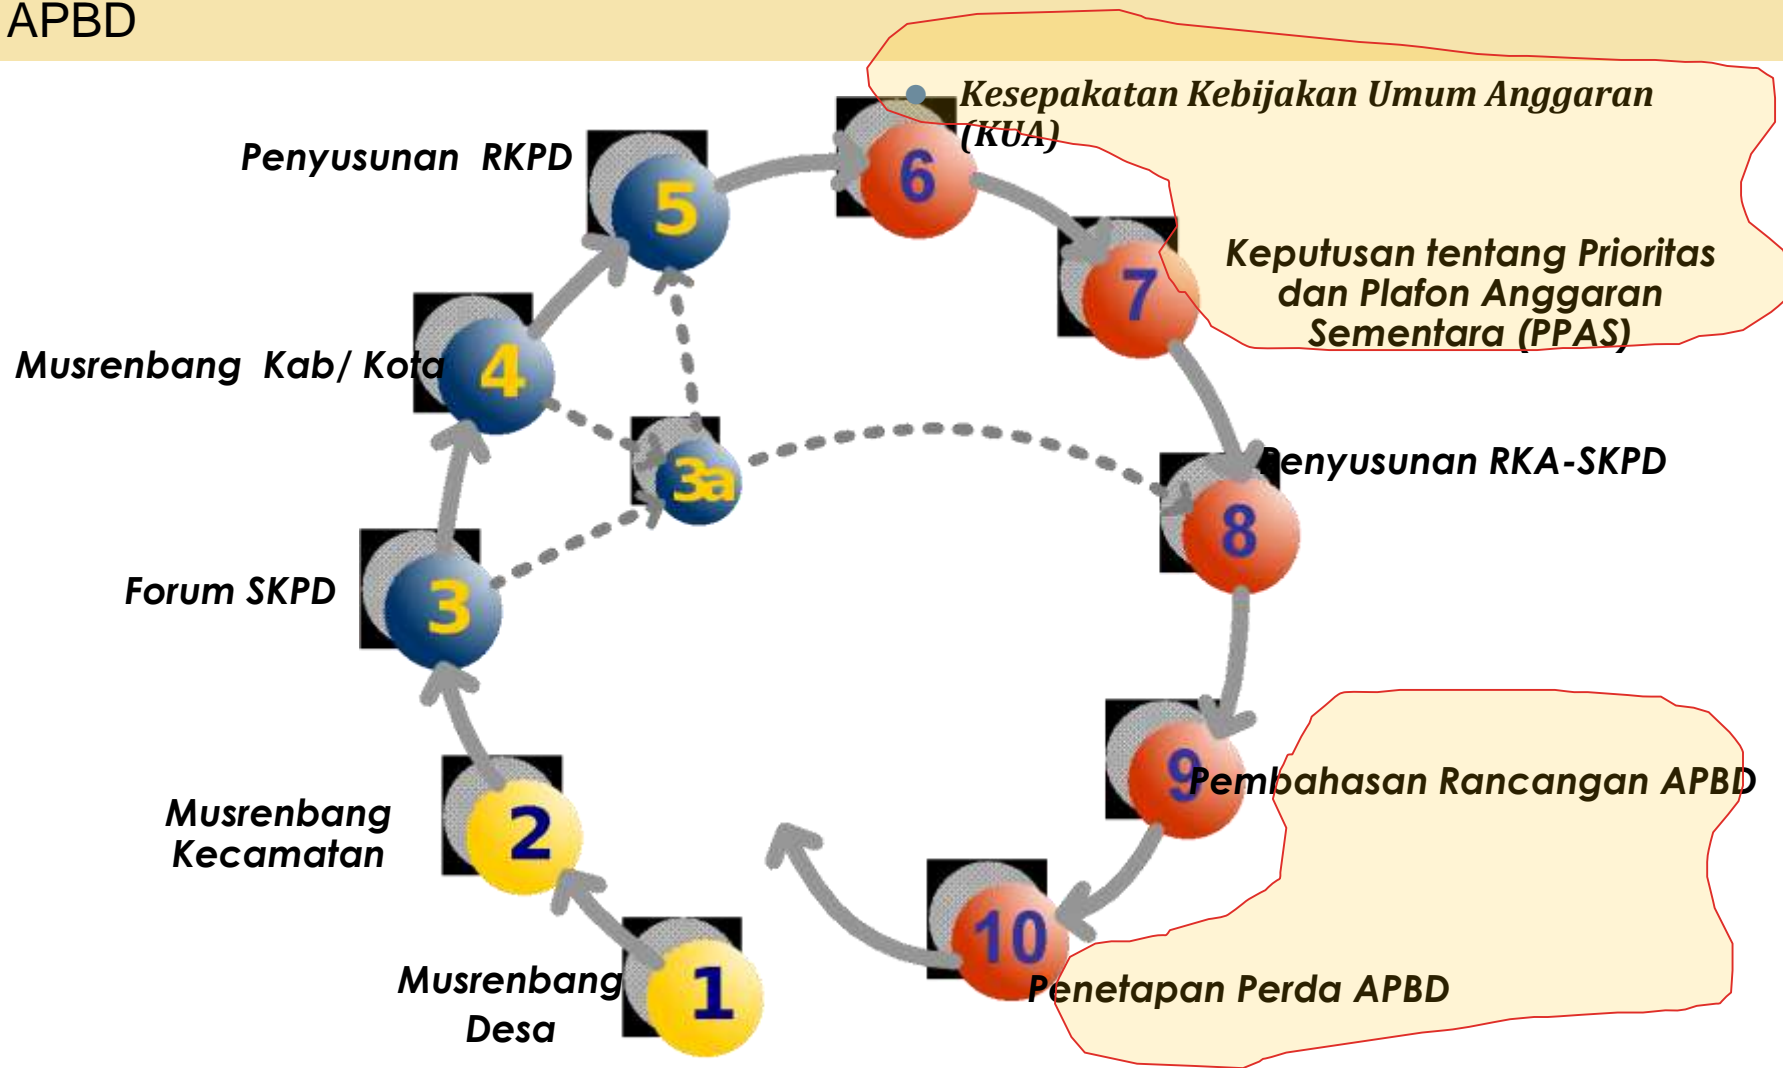 APBD
Kesepakatan Kebijakan Umum Anggaran
(KUA)
6
Penyusunan RKPD
5
7
Keputusan tentang Prioritas
dan Plafon Anggaran
Sementara (PPAS)
Musrenbang Kab/ Kota
4
3a
Penyusunan RKA-SKPD
8
Forum SKPD
3
9
Pembahasan Rancangan APBD
Musrenbang
Kecamatan
2
10
Penetapan Perda APBD
Musrenbang
Desa
1